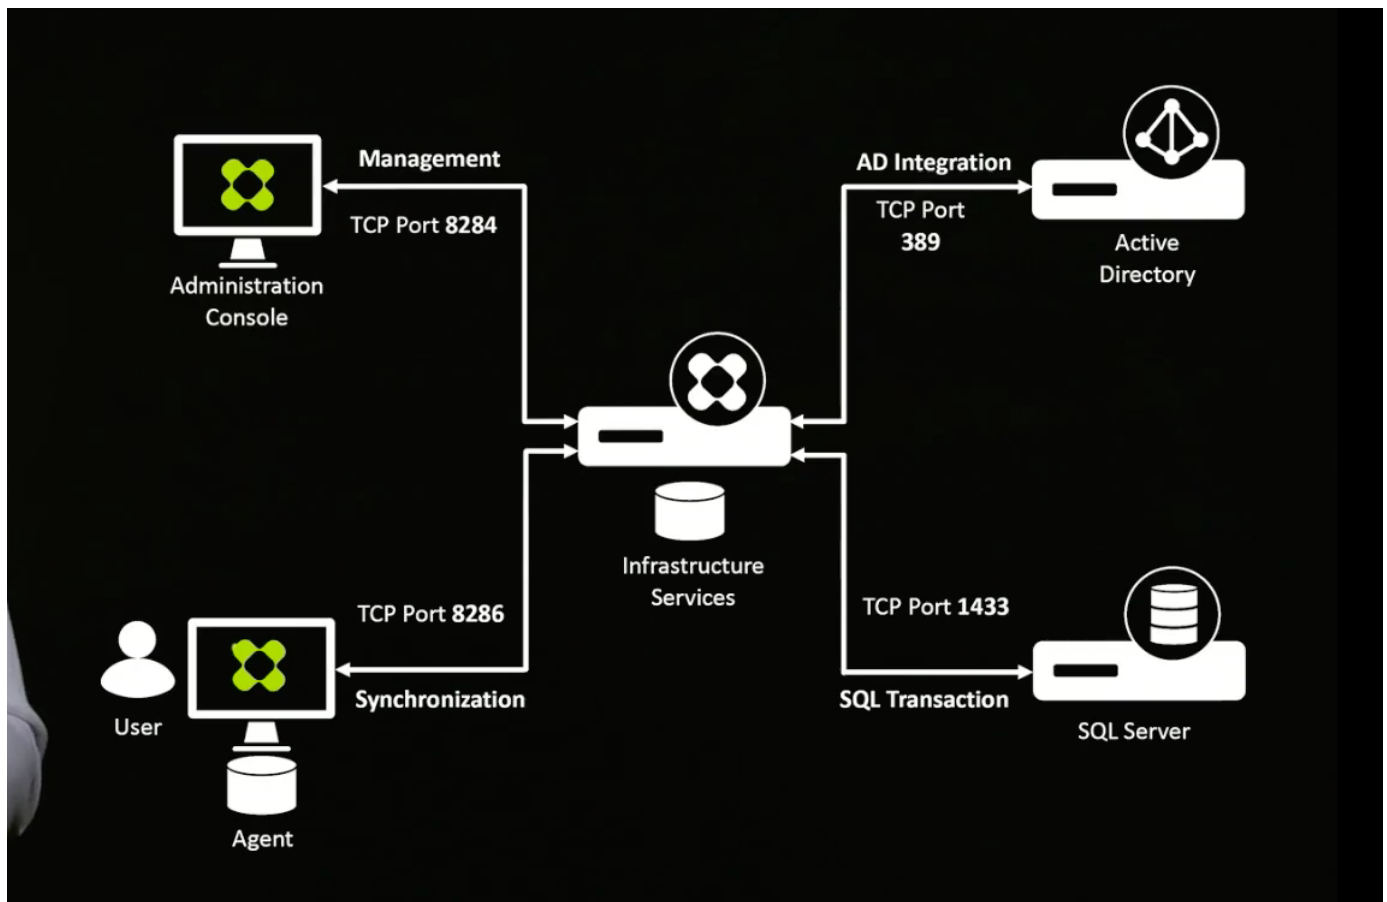 Management
TCP Port 8284
Administration
Console
AD Integration
TCP Port
389
Active
Directory
Infrastructure
Services
TCP Port 8286
Synchronization
User
Agent
TCP Port 1433
SQL Transaction
SQL Server